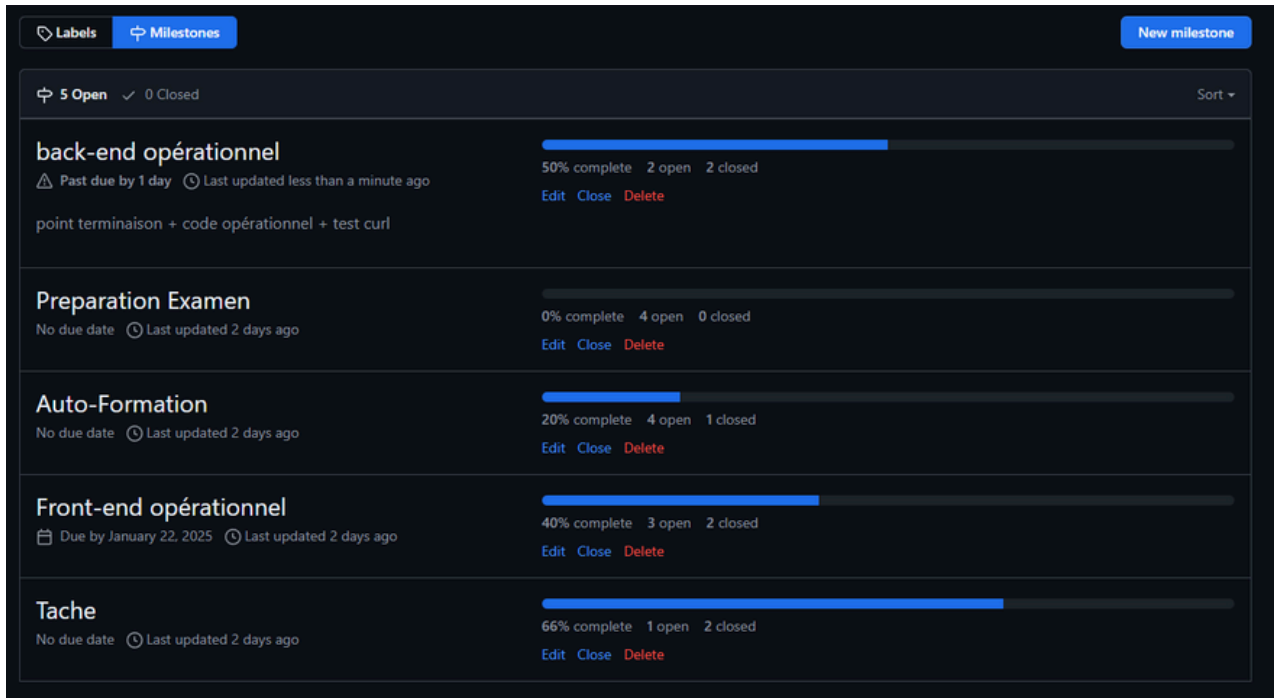 Labels Milestones New milestone
5 Open 0 Closed Sort
back-end opérationnel
Past due by 1 day Last updated less than a minute ago
point terminaison + code opérationnel + test curl
50% complete 2 open 2 closed
Edit Close Delete
Preparation Examen
No due date Last updated 2 days ago
0% complete 4 open 0 closed
Edit Close Delete
Auto-Formation
No due date Last updated 2 days ago
20% complete 4 open 1 closed
Edit Close Delete
Front-end opérationnel
Due by January 22, 2025 Last updated 2 days ago
40% complete 3 open 2 closed
Edit Close Delete
Tache
No due date Last updated 2 days ago
66% complete 1 open 2 closed
Edit Close Delete